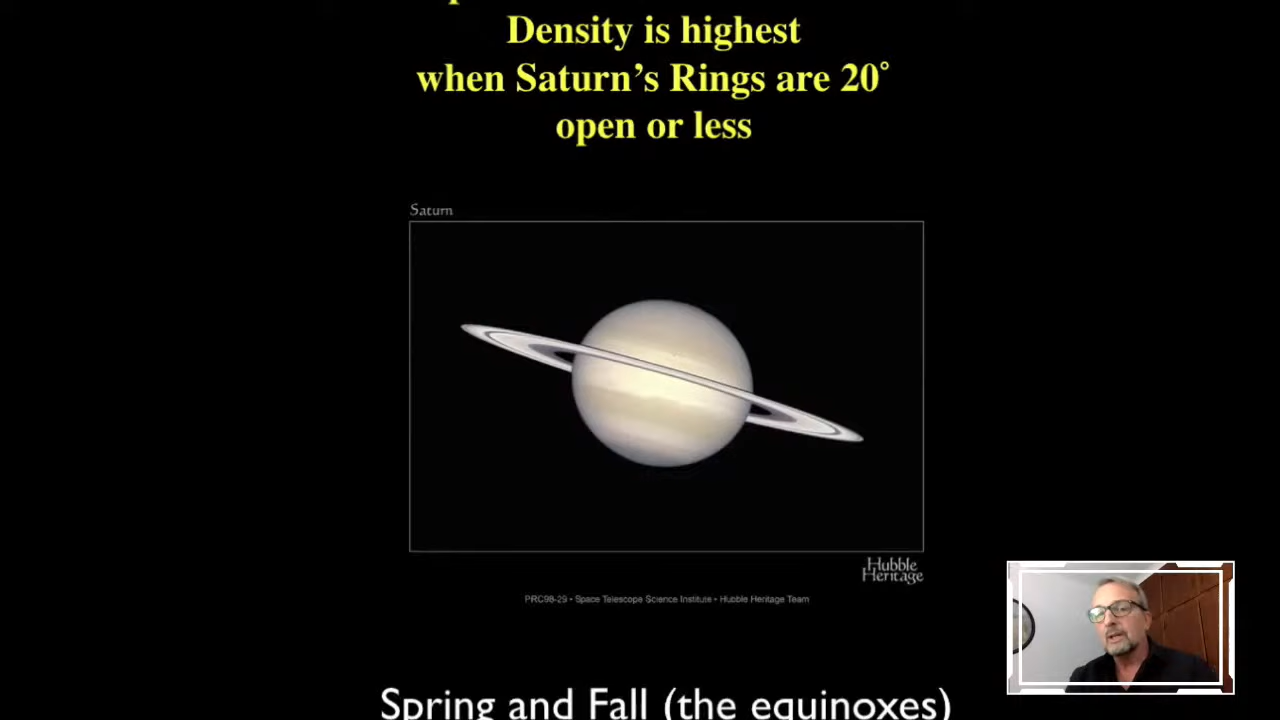 Density is highest
when Saturn’s Rings are 20°
open or less
Saturn
Hubble
Heritage
PRC98-29 • Space Telescope Science Institute • Hubble Heritage Team
Spring and Fall (the equinoxes)